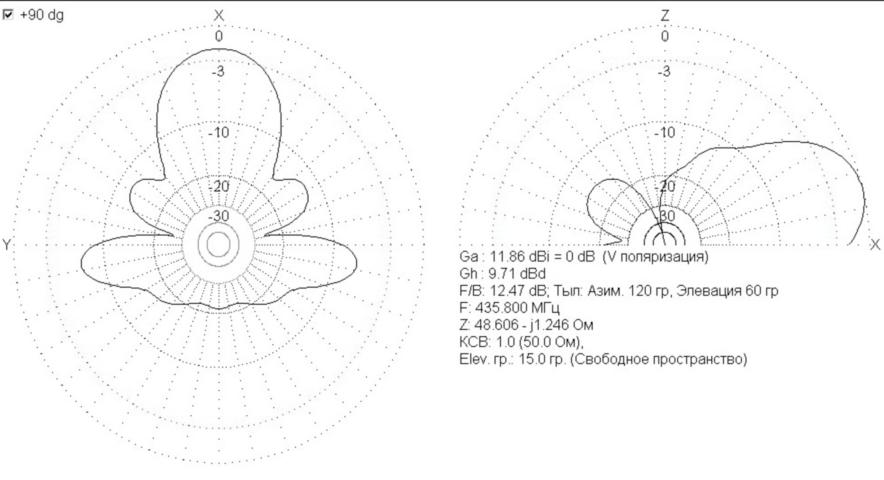 +90 dg
X
0
-3
-10
-20
-30
Y
Z
0
-3
-10
-20
-30
X
Ga : 11.86 dBi = 0 dB (V поляризация)
Gh : 9.71 dBd
F/B: 12.47 dB; Тыл: Азим. 120 гр, Элевация 60 гр
F: 435.800 МГц
Z: 48.606 - j1.246 Ом
КСВ: 1.0 (50.0 Ом),
Elev. гр.: 15.0 гр. (Свободное пространство)